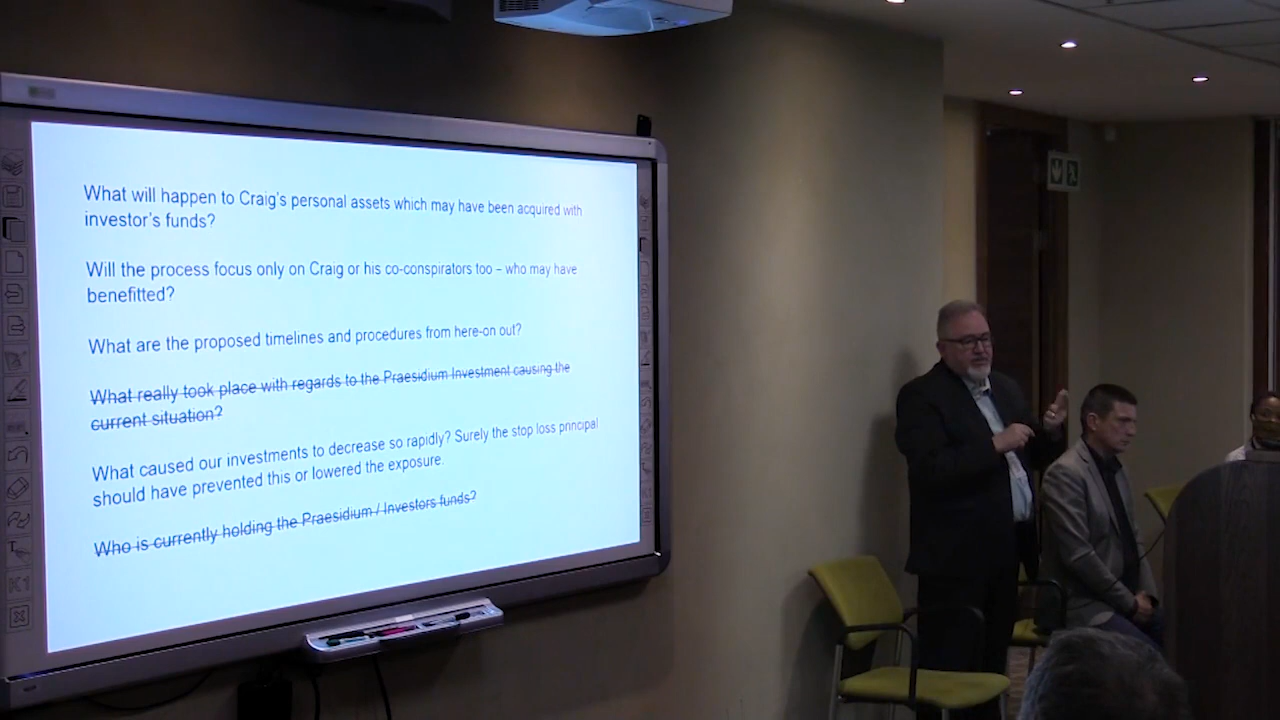 What will happen to Craig's personal assets which may have been acquired with
investor's funds?
Will the process focus only on Craig or his co-conspirators too – who may have
benefitted?
What are the proposed timelines and procedures from here-on out?
What really took place with regards to the Praesidium Investment causing the
current situation?
What caused our investments to decrease so rapidly? Surely the stop loss principal
should have prevented this or lowered the exposure.
Who is currently holding the Praesidium / Investors funds?